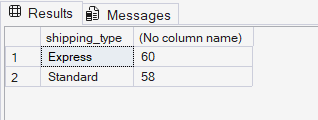 Results Messages
shipping_type (No column name)
1 Express 60
2 Standard 58